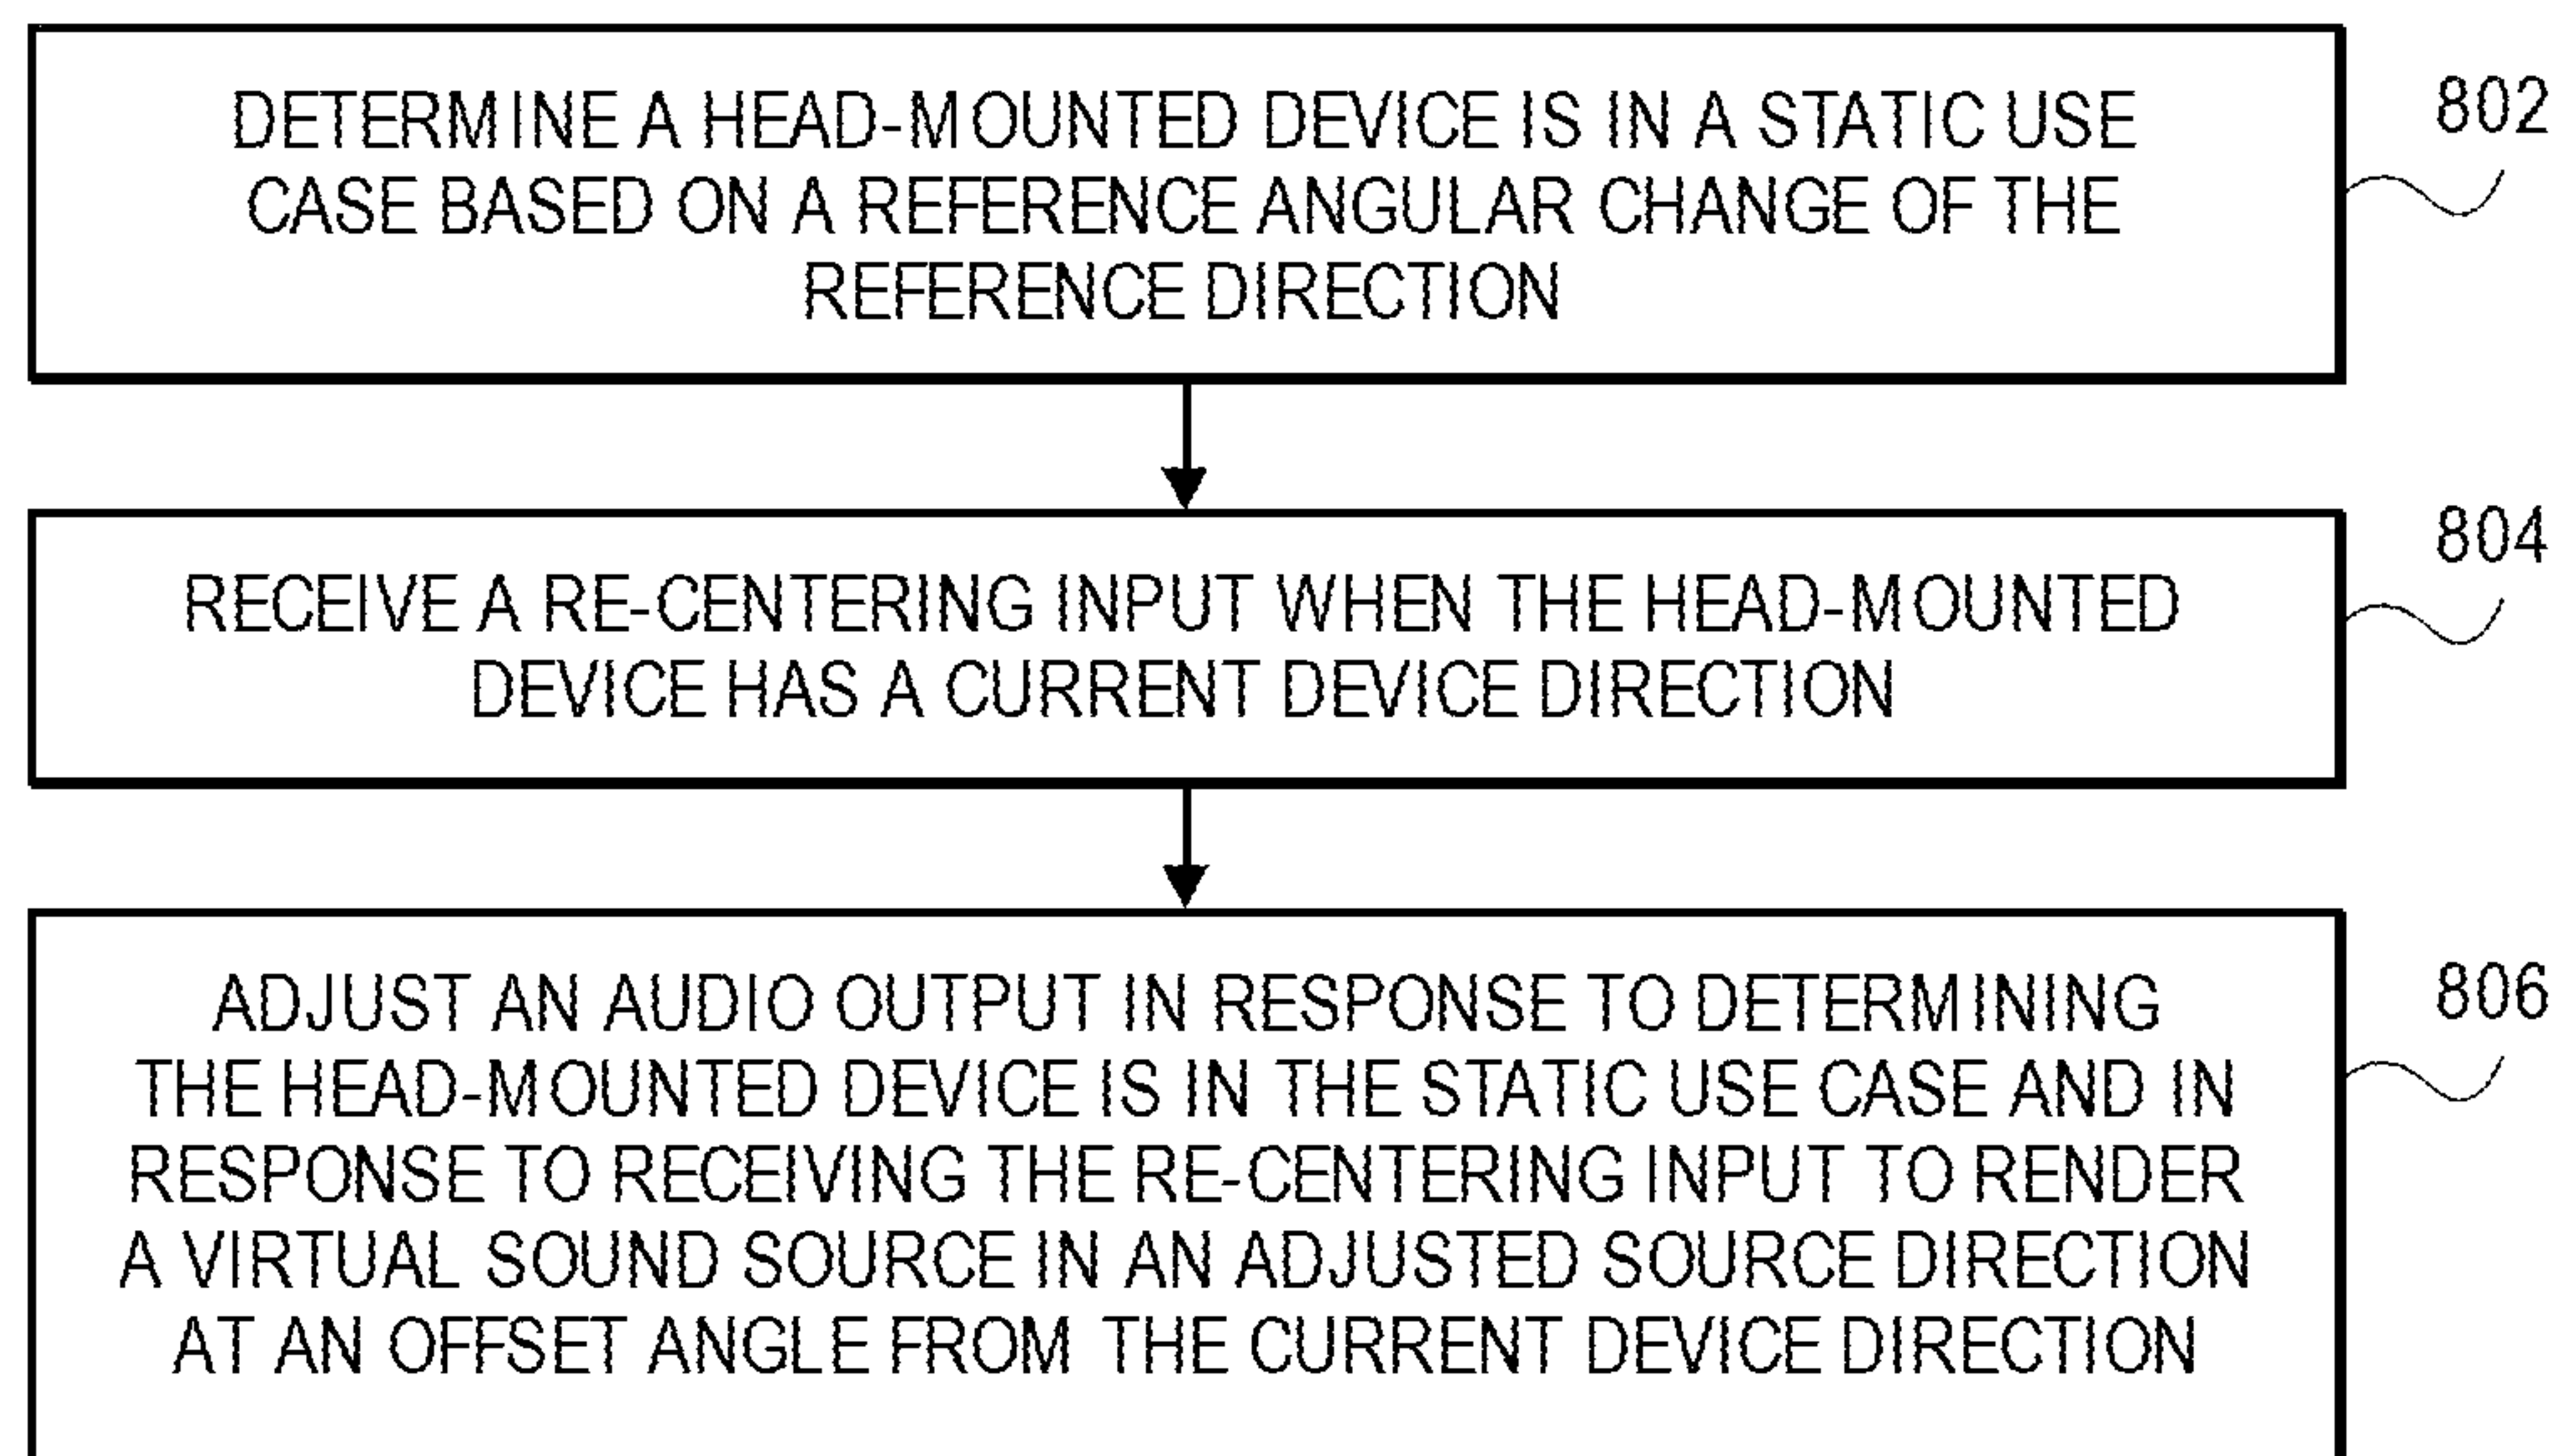 DETERMINE A HEAD-MOUNTED DEVICE IS IN A STATIC USE
CASE BASED ON A REFERENCE ANGULAR CHANGE OF THE
REFERENCE DIRECTION
802
RECEIVE A RE-CENTERING INPUT WHEN THE HEAD-MOUNTED
DEVICE HAS A CURRENT DEVICE DIRECTION
804
ADJUST AN AUDIO OUTPUT IN RESPONSE TO DETERMINING
THE HEAD-MOUNTED DEVICE IS IN THE STATIC USE CASE AND IN
RESPONSE TO RECEIVING THE RE-CENTERING INPUT TO RENDER
A VIRTUAL SOUND SOURCE IN AN ADJUSTED SOURCE DIRECTION
AT AN OFFSET ANGLE FROM THE CURRENT DEVICE DIRECTION
806